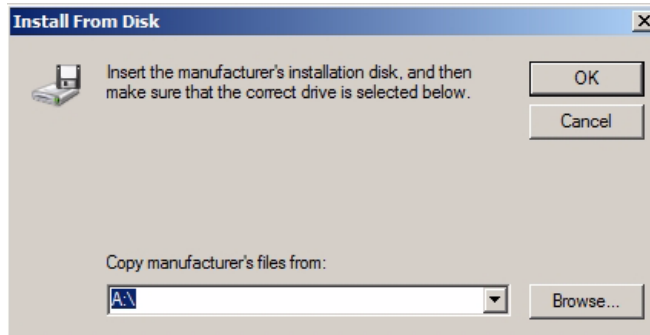 Install From Disk
Insert the manufacturer's installation disk, and then
make sure that the correct drive is selected below.
OK
Cancel
Copy manufacturer's files from:
A:\
Browse...